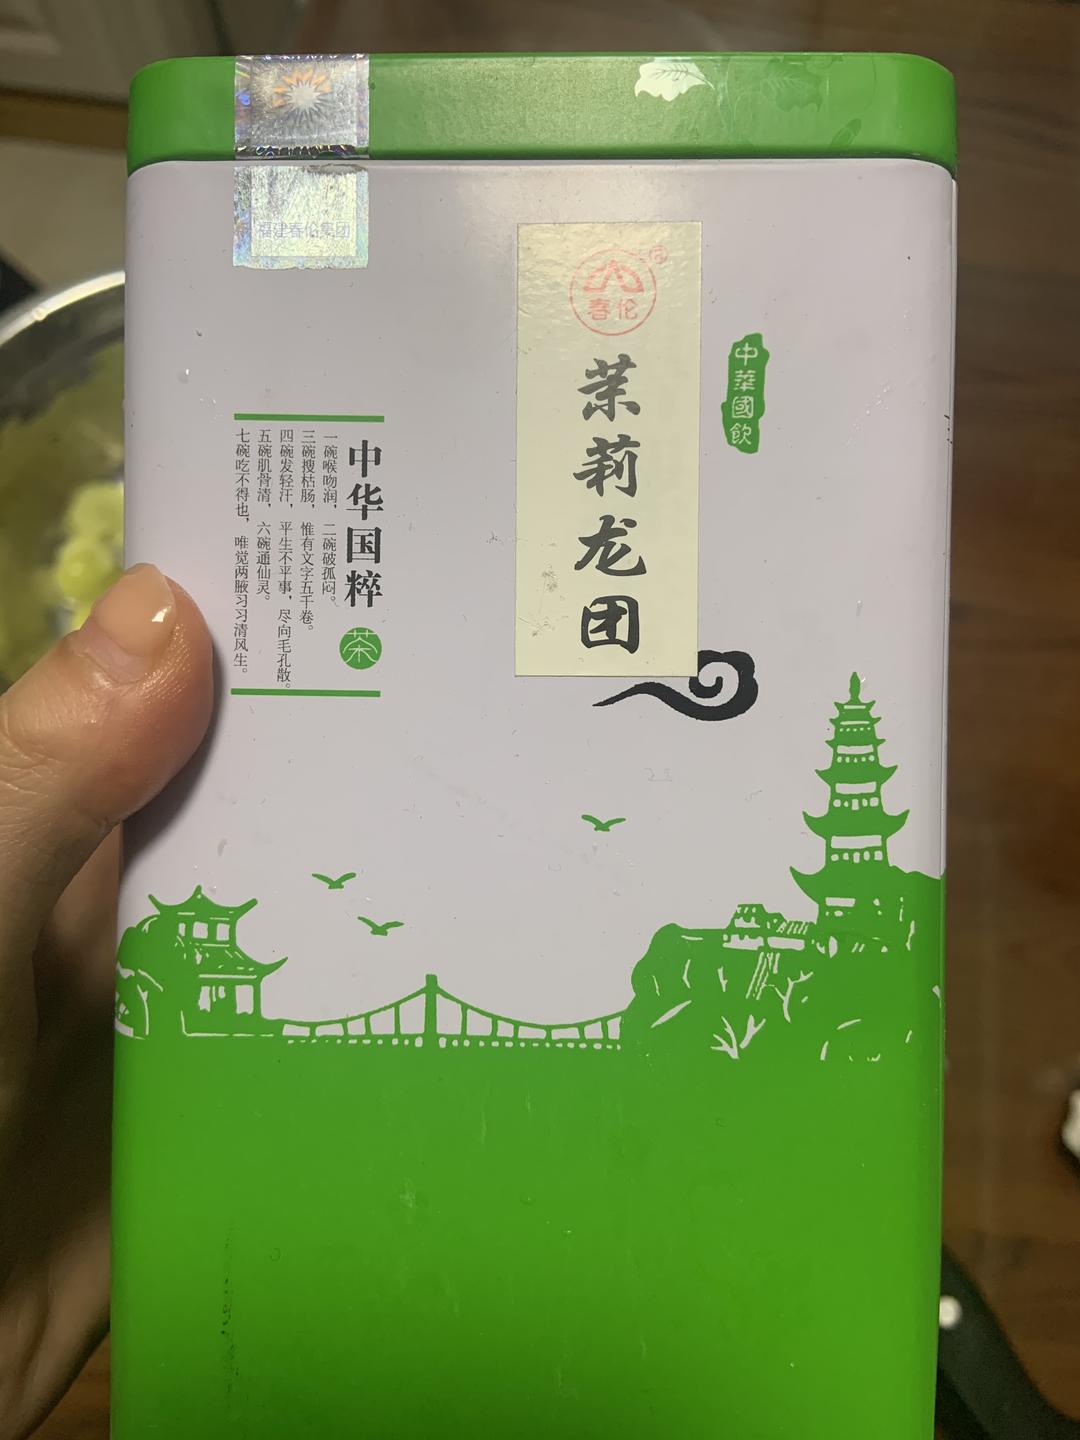 福建春伦集团
春伦
®
茉莉龙团
中華國飲
中华国粹
茶
一碗喉吻润，二碗破孤闷。
三碗搜枯肠，惟有文字五千卷。
四碗发轻汗，平生不平事，尽向毛孔散。
五碗肌骨清，六碗通仙灵。
七碗吃不得也，唯觉两腋习习清风生。